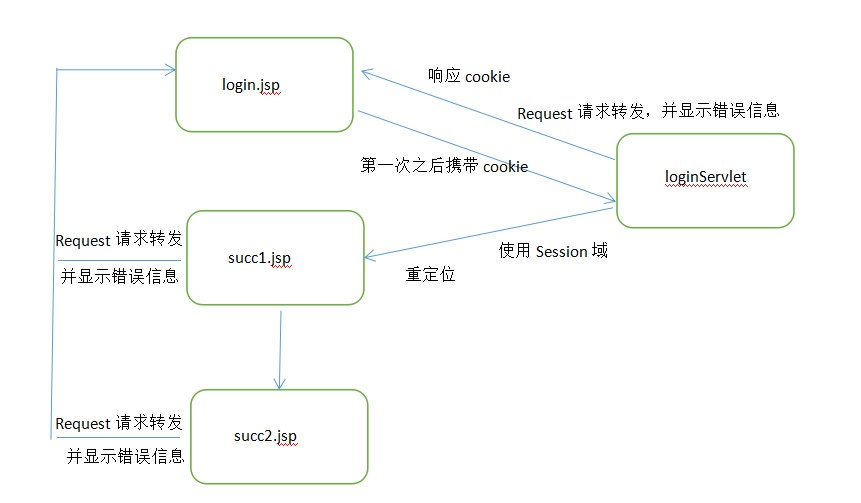 login.jsp
响应 cookie
Request 请求转发，并显示错误信息
第一次之后携带 cookie
loginServlet
Request 请求转发
并显示错误信息
succ1.jsp
使用 Session 域
重定位
Request 请求转发
并显示错误信息
succ2.jsp